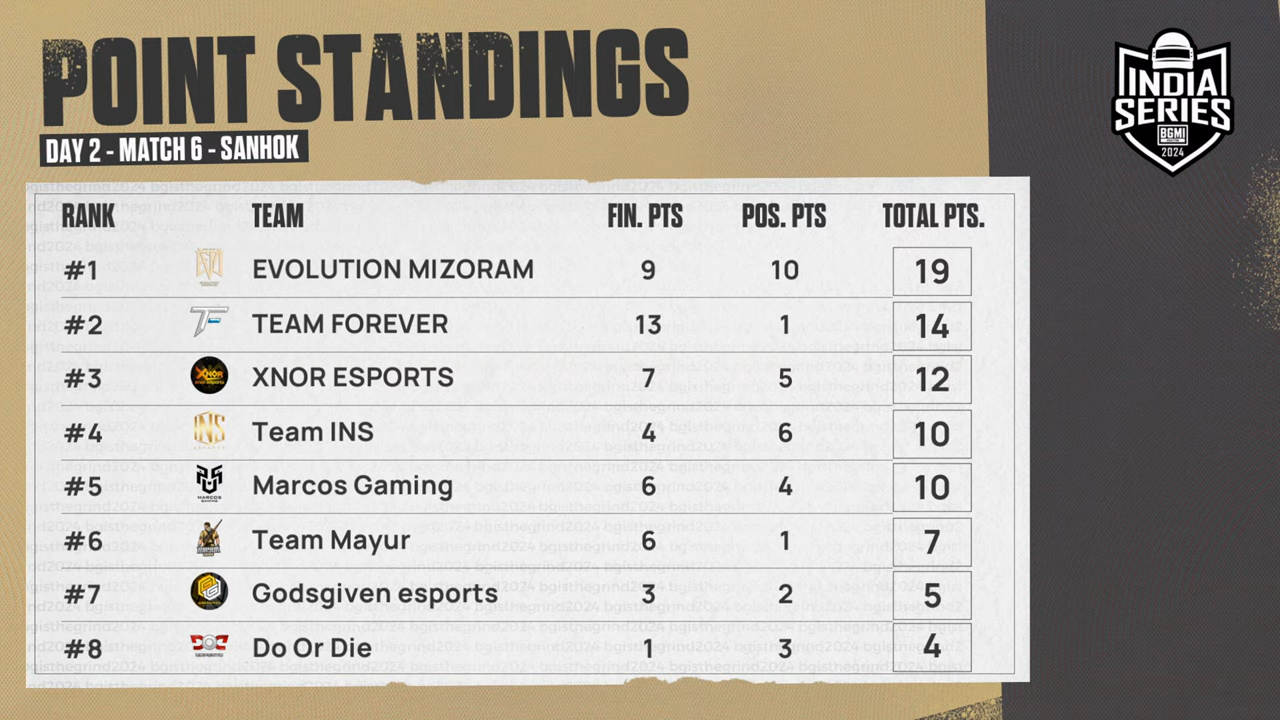 POINT STANDINGS
DAY 2 - MATCH 6 - SANHOK
INDIA
SERIES
BGMI
2024
RANK TEAM FIN. PTS POS. PTS TOTAL PTS.
#1 EVOLUTION MIZORAM 9 10 19
#2 TEAM FOREVER 13 1 14
#3 XNOR ESPORTS 7 5 12
#4 INS Team INS 4 6 10
#5 MARCOS GAMING Marcos Gaming 6 4 10
#6 Team Mayur 6 1 7
#7 Godsgiven esports 3 2 5
#8 Do Or Die 1 3 4